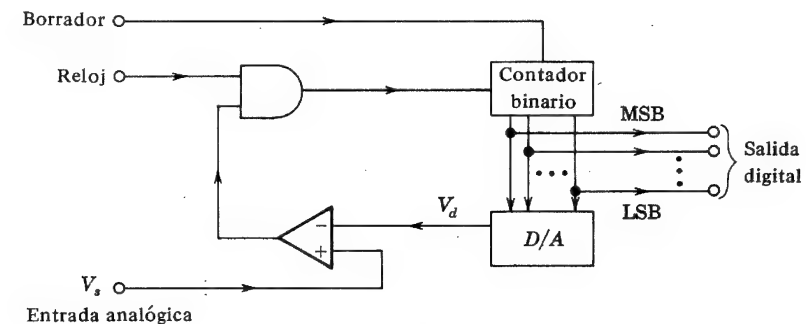 Borrador
Reloj
Contador
binario
MSB
Salida
digital
LSB
V_d
D/A
−
+
V_s
Entrada analógica